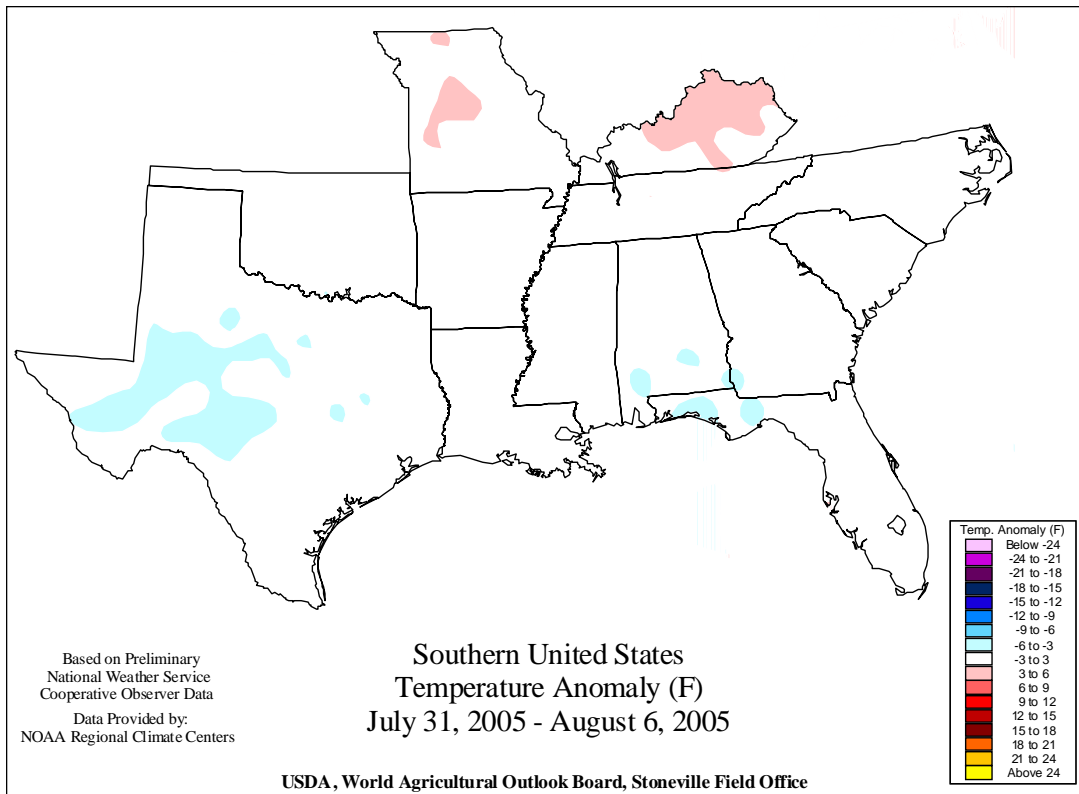 Temp. Anomaly (F)
Below -24
-24 to -21
-21 to -18
-18 to -15
-15 to -12
-12 to -9
-9 to -6
-6 to -3
-3 to 3
3 to 6
6 to 9
9 to 12
12 to 15
15 to 18
18 to 21
21 to 24
Above 24
Based on Preliminary
National Weather Service
Cooperative Observer Data
Data Provided by:
NOAA Regional Climate Centers
Southern United States
Temperature Anomaly (F)
July 31, 2005 - August 6, 2005
USDA, World Agricultural Outlook Board, Stoneville Field Office